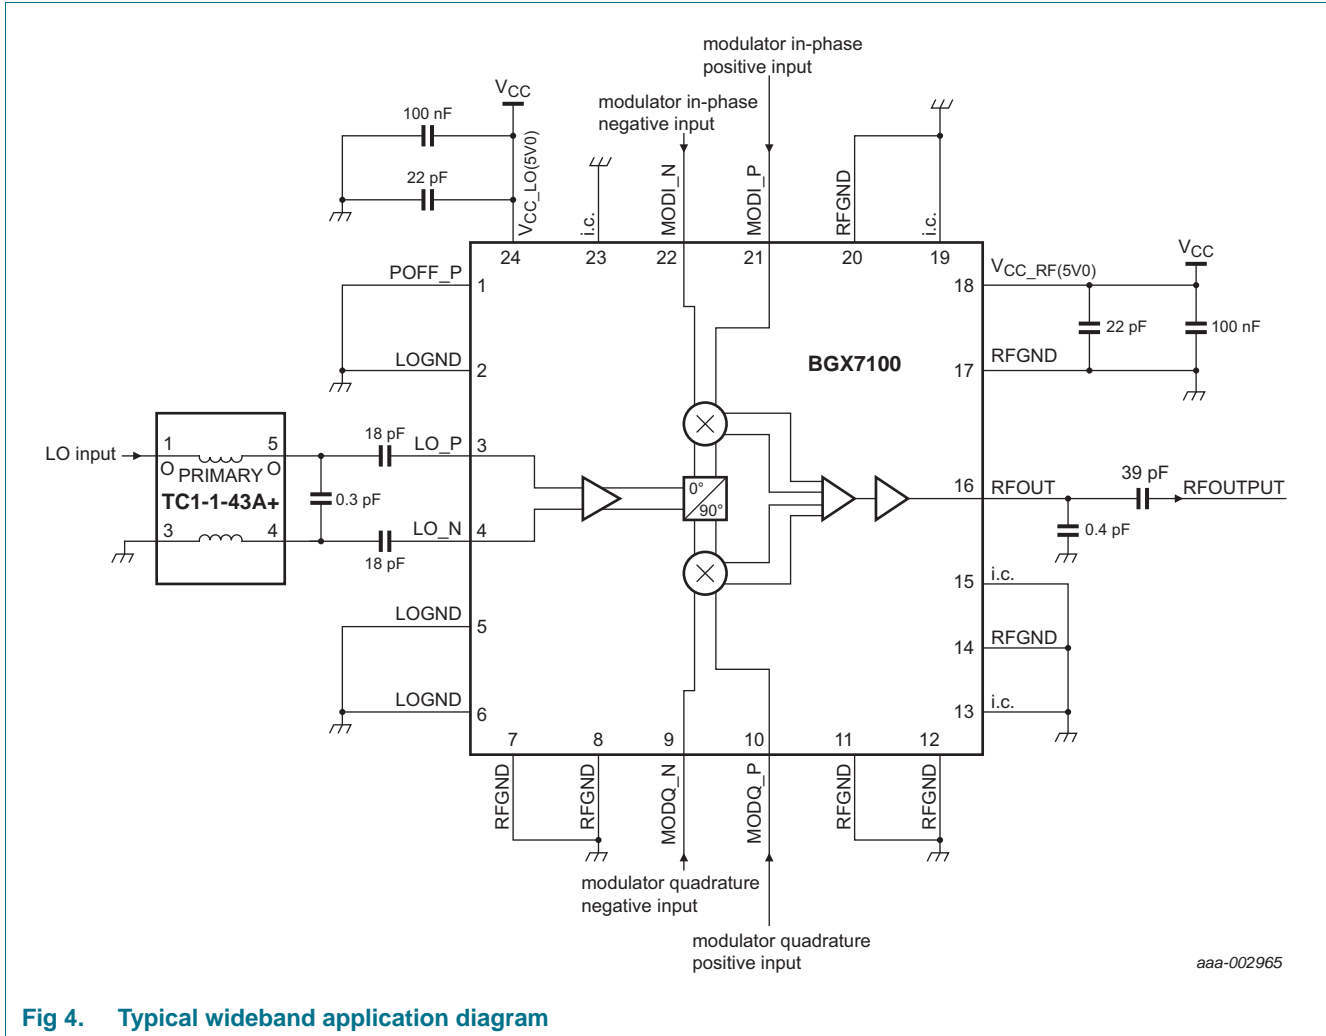 modulator in-phase
positive input
modulator in-phase
negative input
VCC
100 nF
22 pF
VCC_LO(5V0)
i.c.
MODI_N
MODI_P
RFGND
i.c.
24
23
22
21
20
19
POFF_P
1
LOGND
2
BGX7100
18
VCC_RF(5V0)
VCC
22 pF
100 nF
17
RFGND
LO input
1
5
O
PRIMARY
O
TC1-1-43A+
3
4
18 pF
LO_P
3
0.3 pF
LO_N
4
18 pF
0°
90°
16
RFOUT
39 pF
RFOUTPUT
0.4 pF
15
i.c.
14
RFGND
13
i.c.
LOGND
5
LOGND
6
7
8
9
10
11
12
RFGND
RFGND
MODQ_N
MODQ_P
RFGND
RFGND
modulator quadrature
negative input
modulator quadrature
positive input
aaa-002965
Fig 4. Typical wideband application diagram